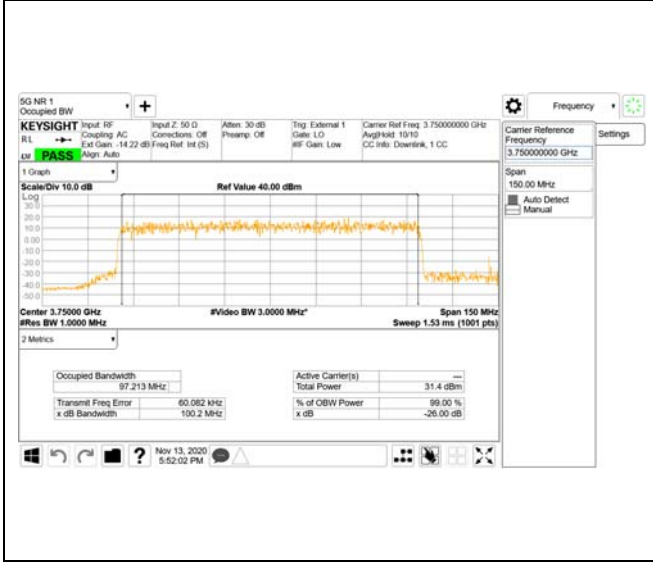 5G NR 1
Occupied BW
Frequency
KEYSIGHT
R L
PASS
Input: RF
Coupling: AC
Ext Gain: -14.22 dB
Align: Auto
Input Z: 50 Ω
Corrections: Off
Freq Ref: Int (S)
Atten: 30 dB
Preamp: Off
Trig: External 1
Gate: LO
#IF Gain: Low
Carrier Ref Freq: 3.750000000 GHz
Avg|Hold: 10/10
CC Info: Downlink, 1 CC
Carrier Reference
Frequency
3.750000000 GHz
Settings
Span
150.00 MHz
Auto Detect
Manual
1 Graph
Scale/Div 10.0 dB
Ref Value 40.00 dBm
Log
30.0
20.0
10.0
0.00
-10.0
-20.0
-30.0
-40.0
-50.0
Center 3.75000 GHz
#Video BW 3.0000 MHz*
Span 150 MHz
#Res BW 1.0000 MHz
Sweep 1.53 ms (1001 pts)
2 Metrics
Occupied Bandwidth
97.213 MHz
Active Carrier(s)
---
Total Power
31.4 dBm
Transmit Freq Error
60.082 kHz
% of OBW Power
99.00 %
x dB Bandwidth
100.2 MHz
x dB
-26.00 dB
Nov 13, 2020
5:52:02 PM